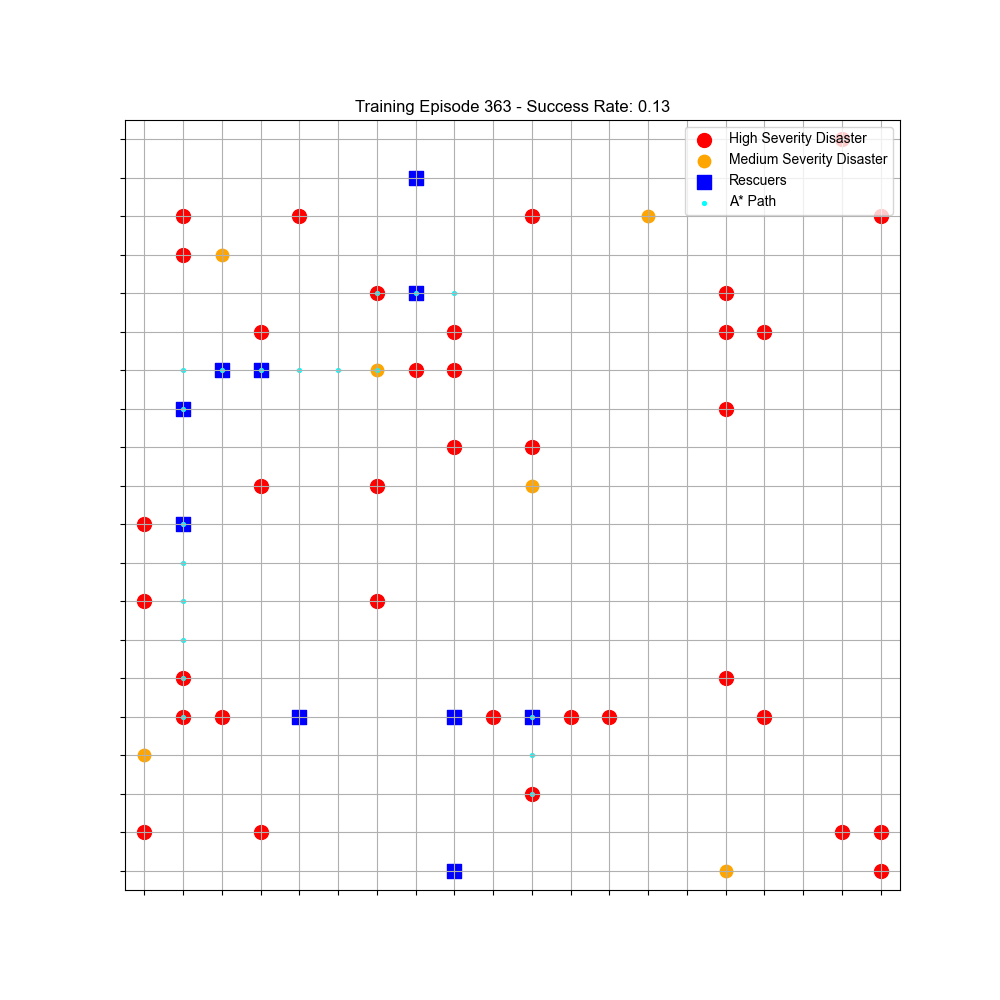 Training Episode 363 - Success Rate: 0.13
High Severity Disaster
Medium Severity Disaster
Rescuers
A* Path